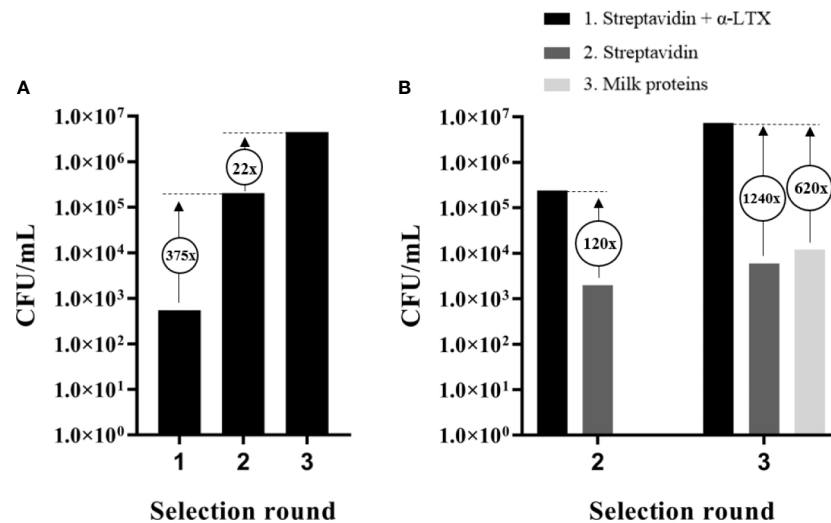 1. Streptavidin + α-LTX
2. Streptavidin
3. Milk proteins
A
CFU/mL
1.0×10⁷
1.0×10⁶
1.0×10⁵
1.0×10⁴
1.0×10³
1.0×10²
1.0×10¹
1.0×10⁰
375x
22x
1 2 3
Selection round
B
CFU/mL
1.0×10⁷
1.0×10⁶
1.0×10⁵
1.0×10⁴
1.0×10³
1.0×10²
1.0×10¹
1.0×10⁰
120x
1240x
620x
2 3
Selection round